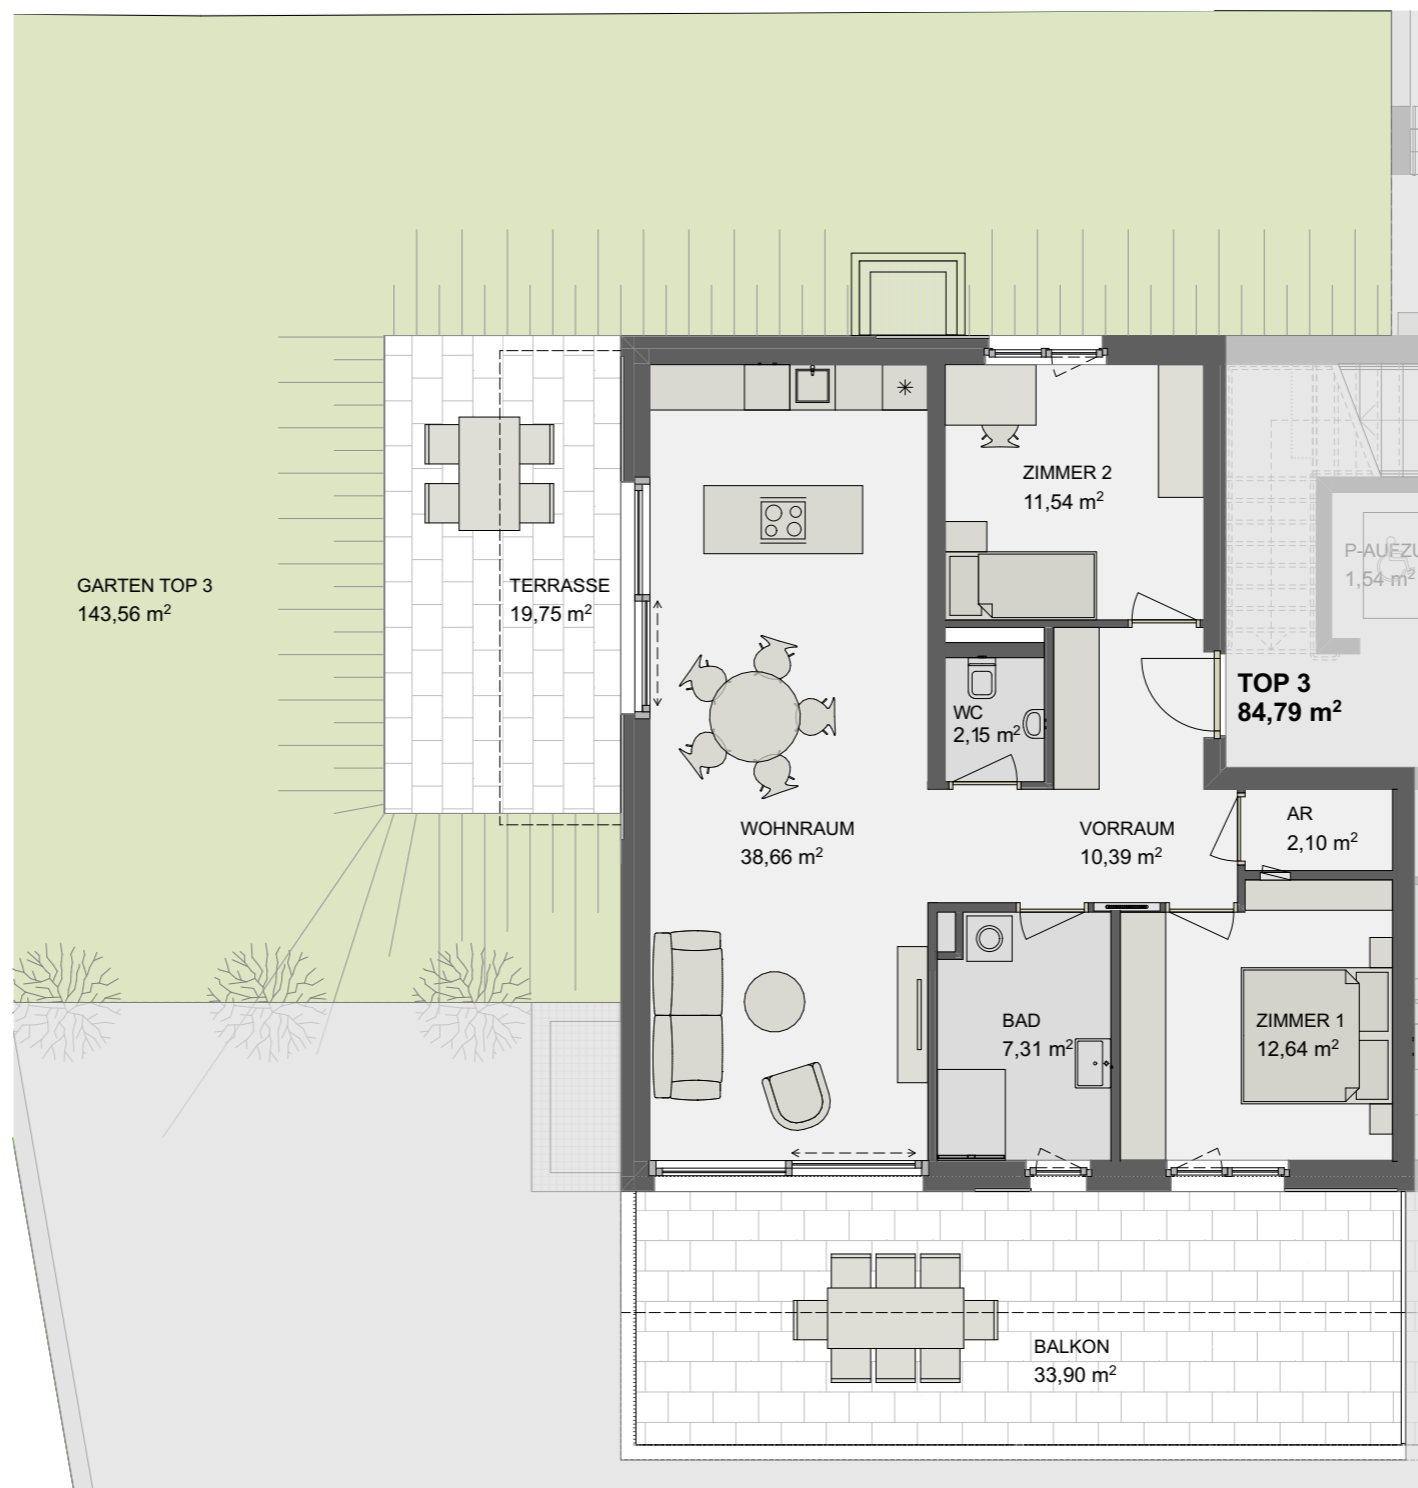 ZIMMER 2
11,54 m²
P-AUFZU
1,54 m²
GARTEN TOP 3
143,56 m²
TERRASSE
19,75 m²
TOP 3
84,79 m²
WC
2,15 m²
WOHNRAUM
38,66 m²
VORRAUM
10,39 m²
AR
2,10 m²
BAD
7,31 m²
ZIMMER 1
12,64 m²
BALKON
33,90 m²